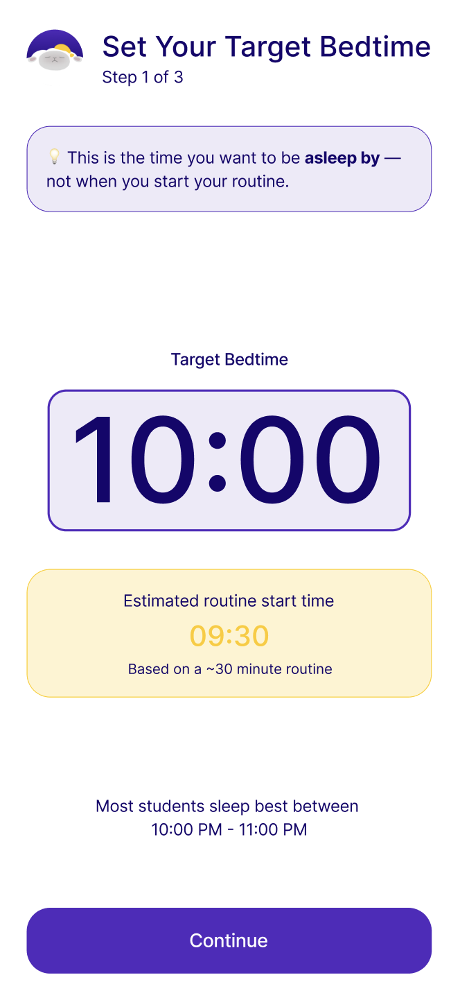 Set Your Target Bedtime
Step 1 of 3
💡 This is the time you want to be asleep by —
not when you start your routine.
Target Bedtime
10:00
Estimated routine start time
09:30
Based on a ~30 minute routine
Most students sleep best between
10:00 PM - 11:00 PM
Continue